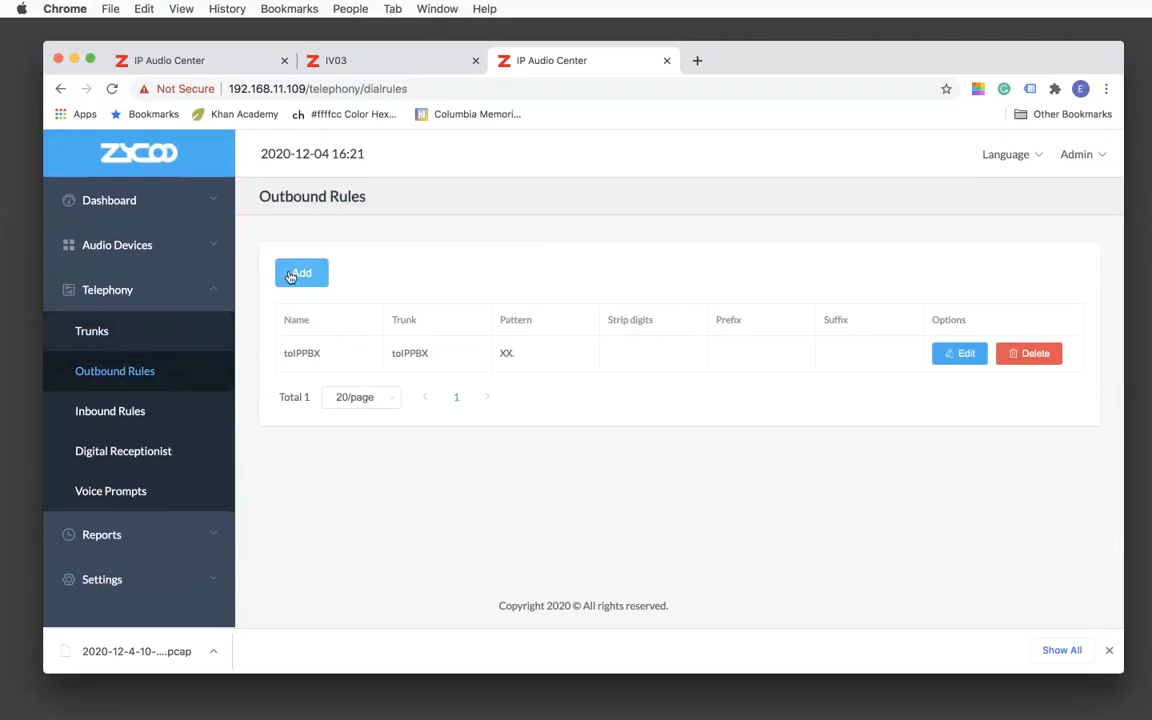 Chrome File Edit View History Bookmarks People Tab Window Help
IP Audio Center
IV03
IP Audio Center
Not Secure 192.168.11.109/telephony/dialrules
E
Apps Bookmarks Khan Academy ch #ffffcc Color Hex... Columbia Memori... Other Bookmarks
ZYCOO
2020-12-04 16:21 Language Admin
Dashboard
Audio Devices
Telephony
Trunks
Outbound Rules
Inbound Rules
Digital Receptionist
Voice Prompts
Reports
Settings
Outbound Rules
Add
Name Trunk Pattern Strip digits Prefix Suffix Options
toIPPBX toIPPBX XX. Edit Delete
Total 1 20/page 1
Copyright 2020 © All rights reserved.
2020-12-4-10-....pcap Show All